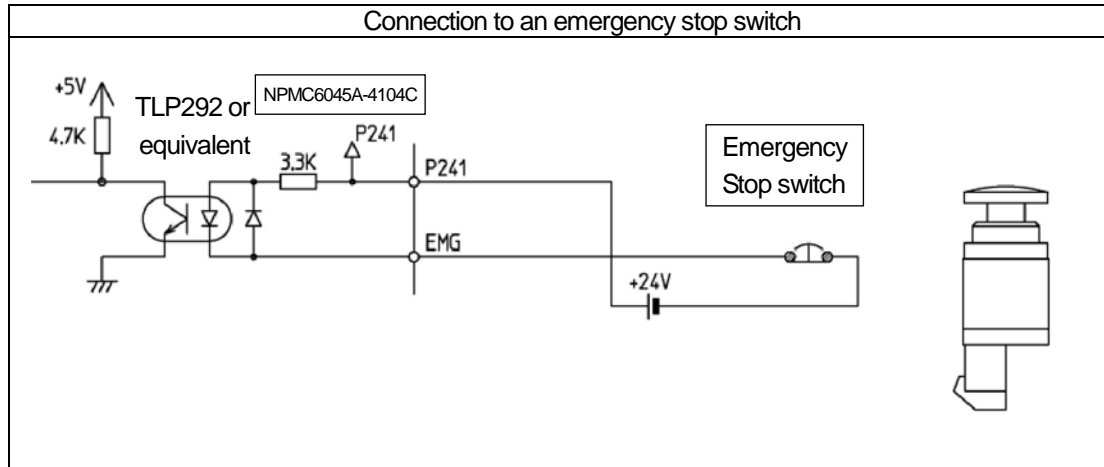 Connection to an emergency stop switch
+5V
4.7K
TLP292 or
equivalent
NPMC6045A-4104C
P241
3.3K
P241
Emergency
Stop switch
EMG
+24V